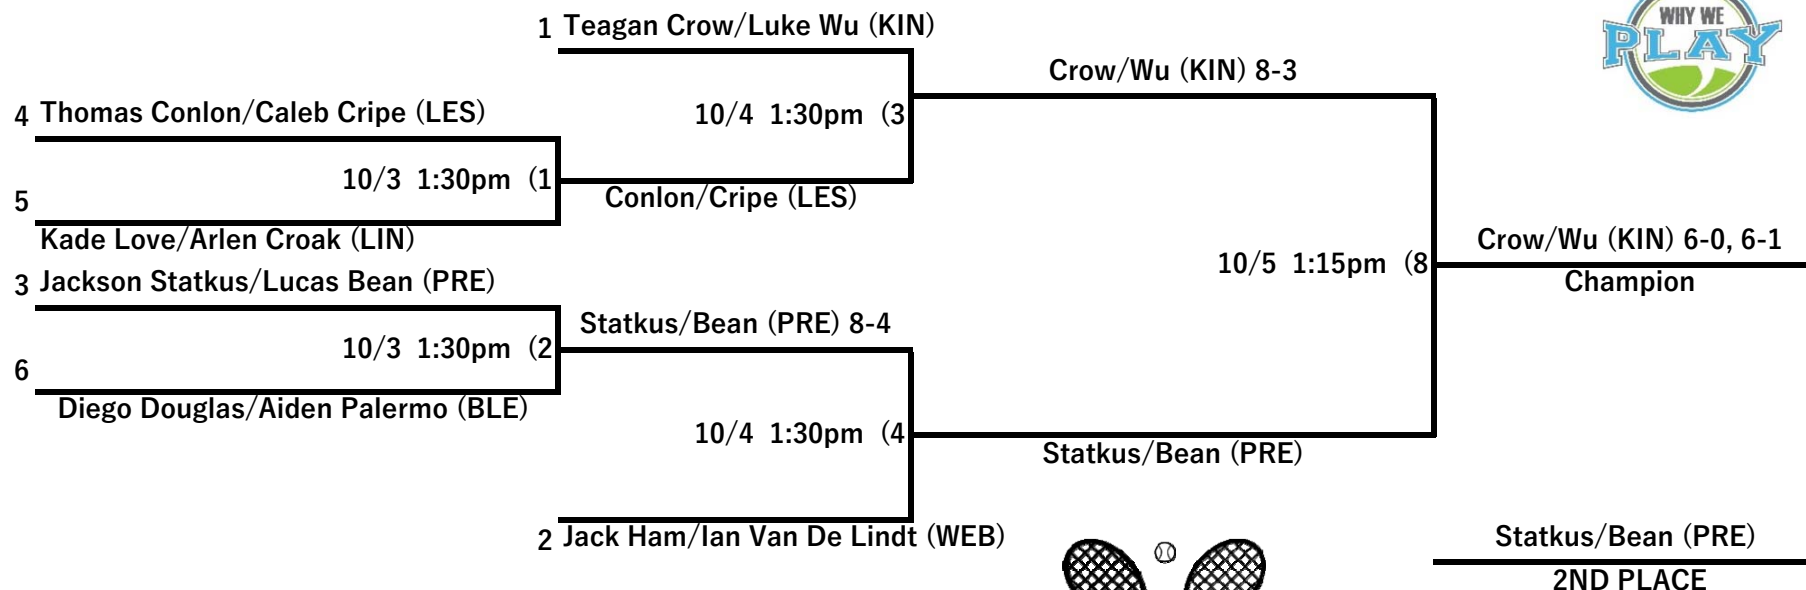 WHY WE
PLAY
1 Teagan Crow/Luke Wu (KIN)
Crow/Wu (KIN) 8-3
4 Thomas Conlon/Caleb Cripe (LES)
10/4 1:30pm (3
10/3 1:30pm (1
5
Conlon/Cripe (LES)
Kade Love/Arlen Croak (LIN)
Crow/Wu (KIN) 6-0, 6-1
10/5 1:15pm (8
Champion
3 Jackson Statkus/Lucas Bean (PRE)
Statkus/Bean (PRE) 8-4
10/3 1:30pm (2
6
Diego Douglas/Aiden Palermo (BLE)
10/4 1:30pm (4
Statkus/Bean (PRE)
2 Jack Ham/Ian Van De Lindt (WEB)
Statkus/Bean (PRE)
2ND PLACE